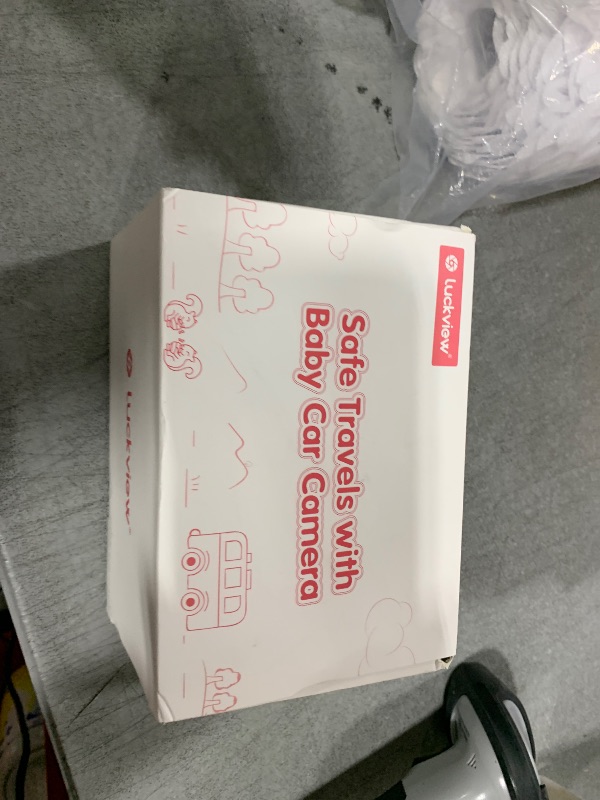 Luckview®
Safe Travels with
Baby Car Camera
Luckview